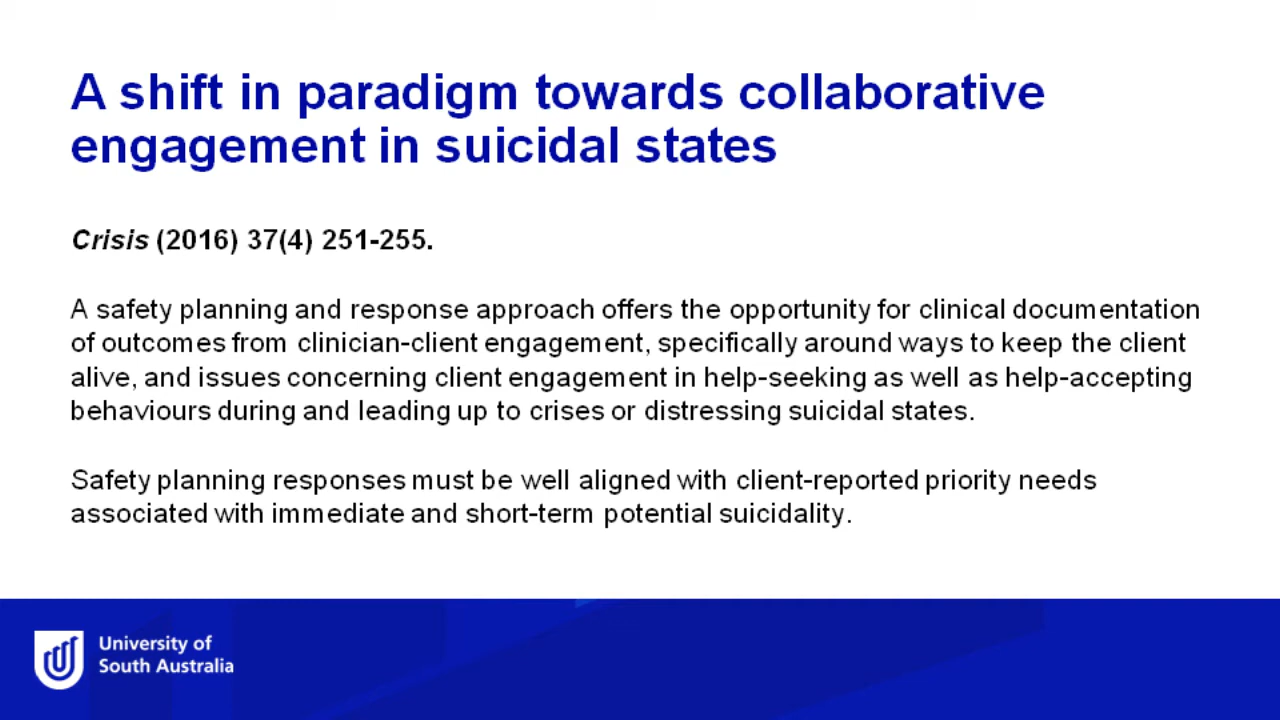 A shift in paradigm towards collaborative
engagement in suicidal states
Crisis (2016) 37(4) 251-255.
A safety planning and response approach offers the opportunity for clinical documentation
of outcomes from clinician-client engagement, specifically around ways to keep the client
alive, and issues concerning client engagement in help-seeking as well as help-accepting
behaviours during and leading up to crises or distressing suicidal states.
Safety planning responses must be well aligned with client-reported priority needs
associated with immediate and short-term potential suicidality.
University of
South Australia